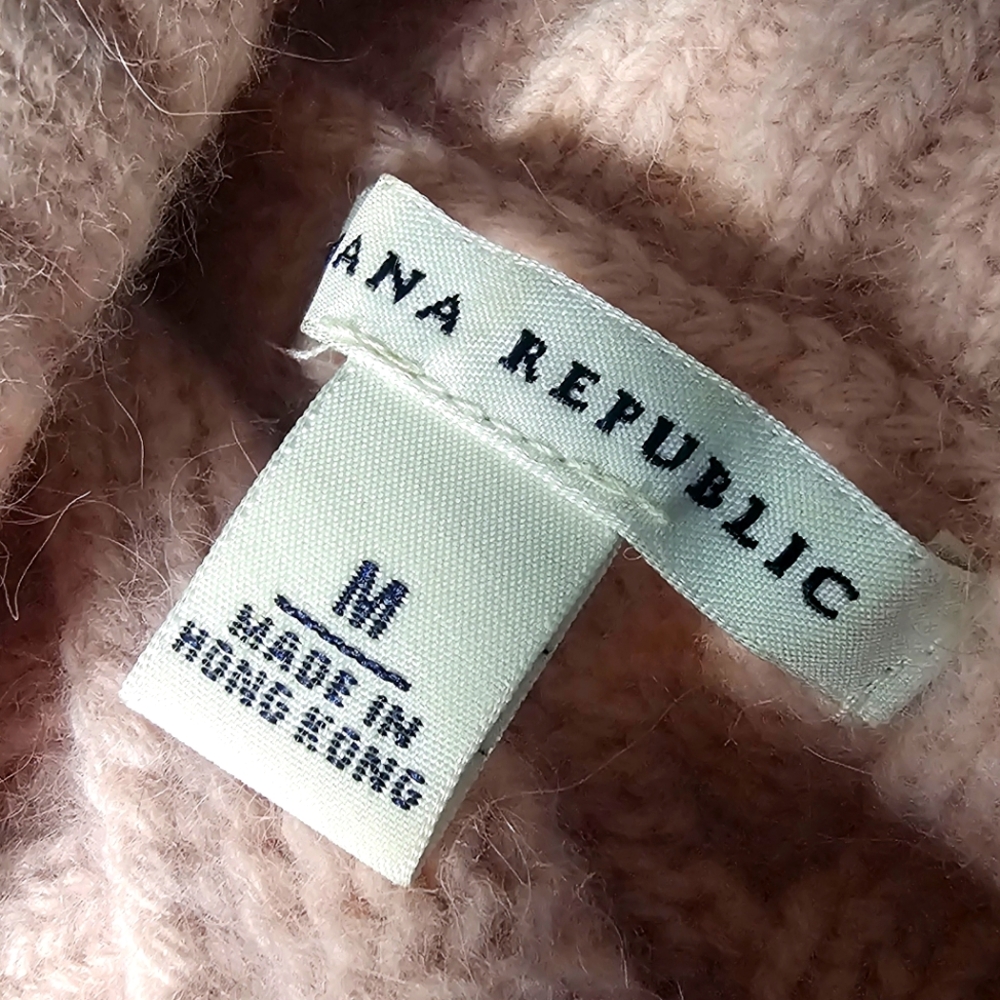 ANA REPUBLIC
M
MADE IN
HONG KONG